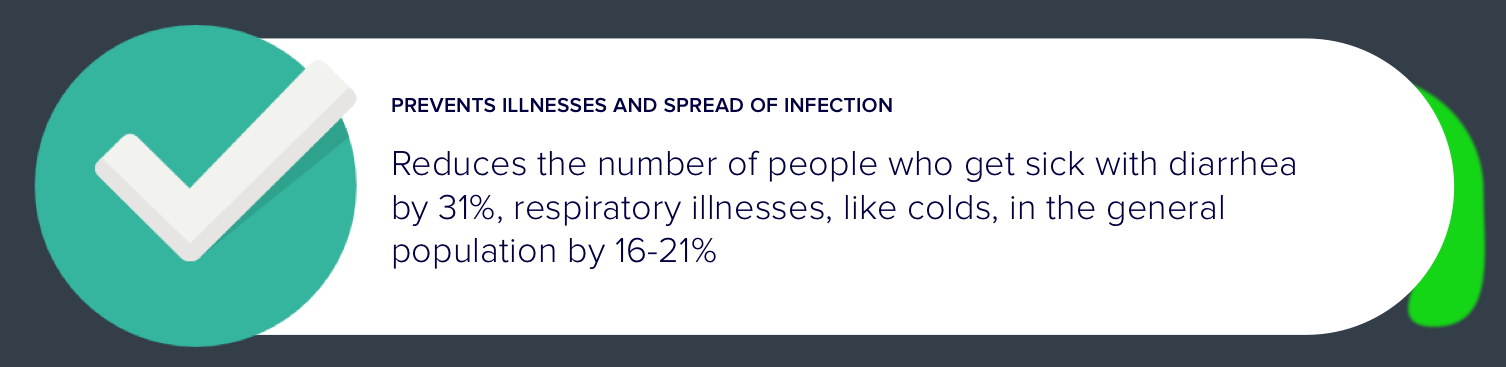 PREVENTS ILLNESSES AND SPREAD OF INFECTION
Reduces the number of people who get sick with diarrhea
by 31%, respiratory illnesses, like colds, in the general
population by 16-21%